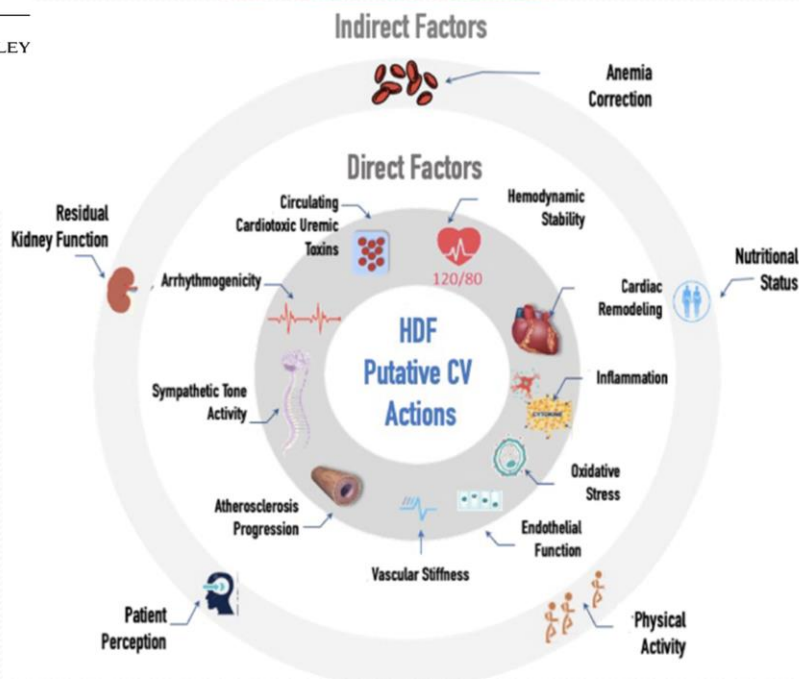 LEY
Indirect Factors
Anemia
Correction
Direct Factors
Circulating
Cardiotoxic Uremic
Toxins
Hemodynamic
Stability
120/80
Residual
Kidney Function
Arrhythmogenicity
Cardiac
Remodeling
Nutritional
Status
HDF
Putative CV
Actions
Inflammation
CYTOKINE
Sympathetic Tone
Activity
Oxidative
Stress
Atherosclerosis
Progression
Endothelial
Function
Vascular Stiffness
Patient
Perception
Physical
Activity